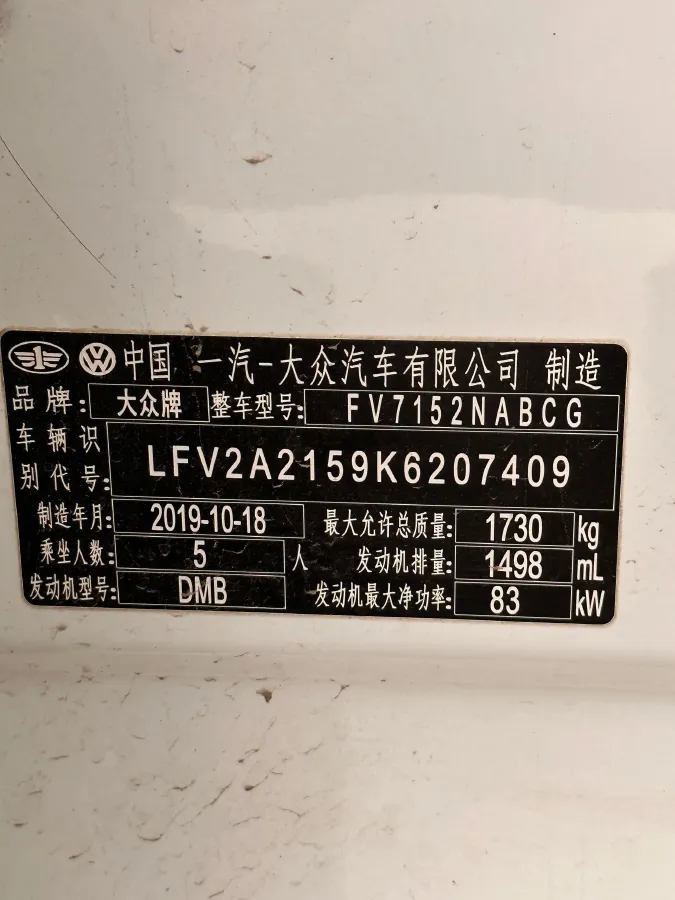 中国 一汽-大众汽车有限公司 制造
品牌: 大众牌 整车型号: FV7152NABCG
车辆识别代号: LFV2A2159K6207409
制造年月: 2019-10-18 最大允许总质量: 1730 kg
乘坐人数: 5 人 发动机排量: 1498 mL
发动机型号: DMB 发动机最大净功率: 83 kW